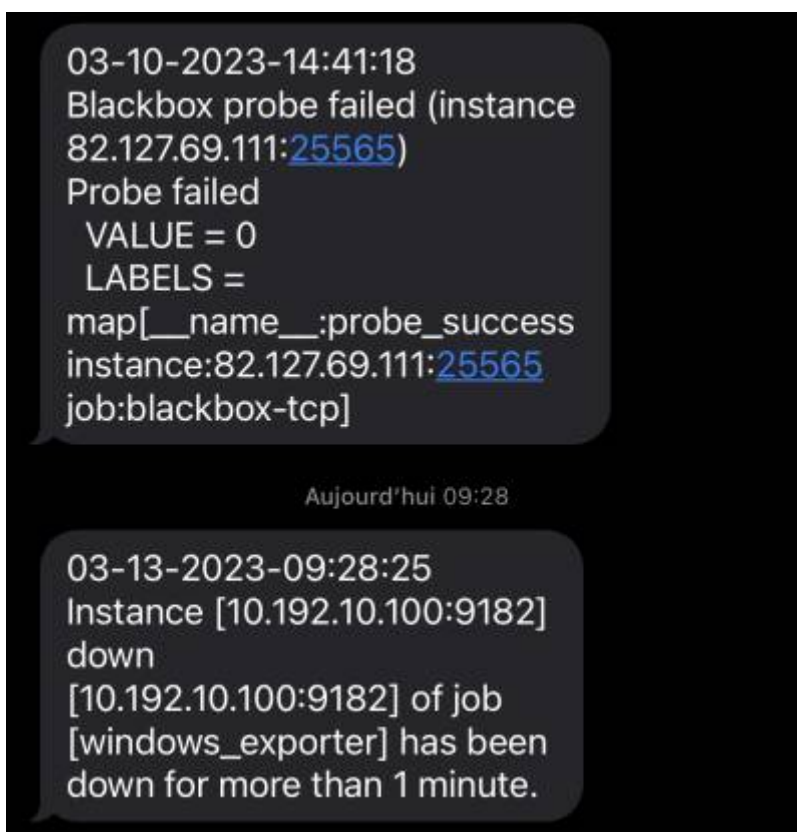 03-10-2023-14:41:18
Blackbox probe failed (instance
82.127.69.111:25565)
Probe failed
VALUE = 0
LABELS =
map[__name__:probe_success
instance:82.127.69.111:25565
job:blackbox-tcp]
Aujourd'hui 09:28
03-13-2023-09:28:25
Instance [10.192.10.100:9182]
down
[10.192.10.100:9182] of job
[windows_exporter] has been
down for more than 1 minute.